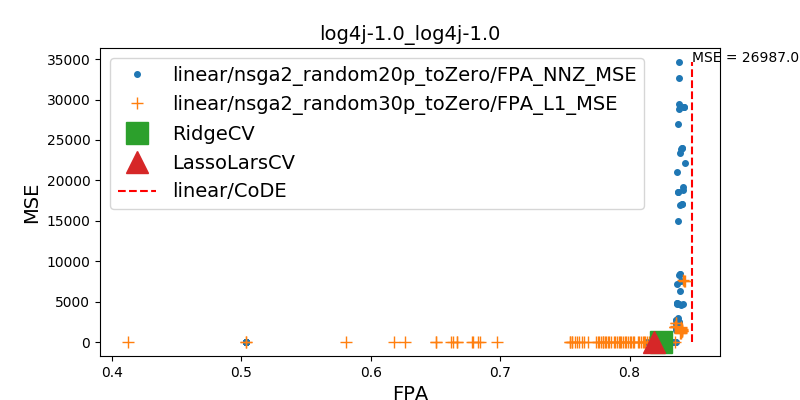 log4j-1.0_log4j-1.0
MSE = 26987.0
linear/nsga2_random20p_toZero/FPA_NNZ_MSE
linear/nsga2_random30p_toZero/FPA_L1_MSE
RidgeCV
LassoLarsCV
linear/CoDE
MSE
35000
30000
25000
20000
15000
10000
5000
0
0.4 0.5 0.6 0.7 0.8
FPA